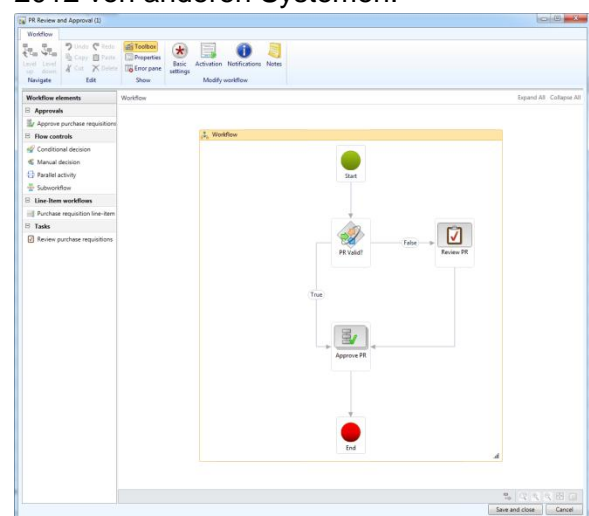 2012 von anderen Systemen.
PR Review and Approval (1)
Workflow
Level up
Level down
Undo Redo
Copy Paste
Cut Delete
Toolbox
Properties
Error pane
Basic settings
Activation
Notifications
Notes
Navigate
Edit
Show
Modify workflow
Workflow elements
Approvals
Approve purchase requisitions
Flow controls
Conditional decision
Manual decision
Parallel activity
Subworkflow
Line-Item workflows
Purchase requisition line-item
Tasks
Review purchase requisitions
Workflow
Expand All Collapse All
Workflow
Start
PR Valid?
False
Review PR
True
Approve PR
End
Save and close
Cancel